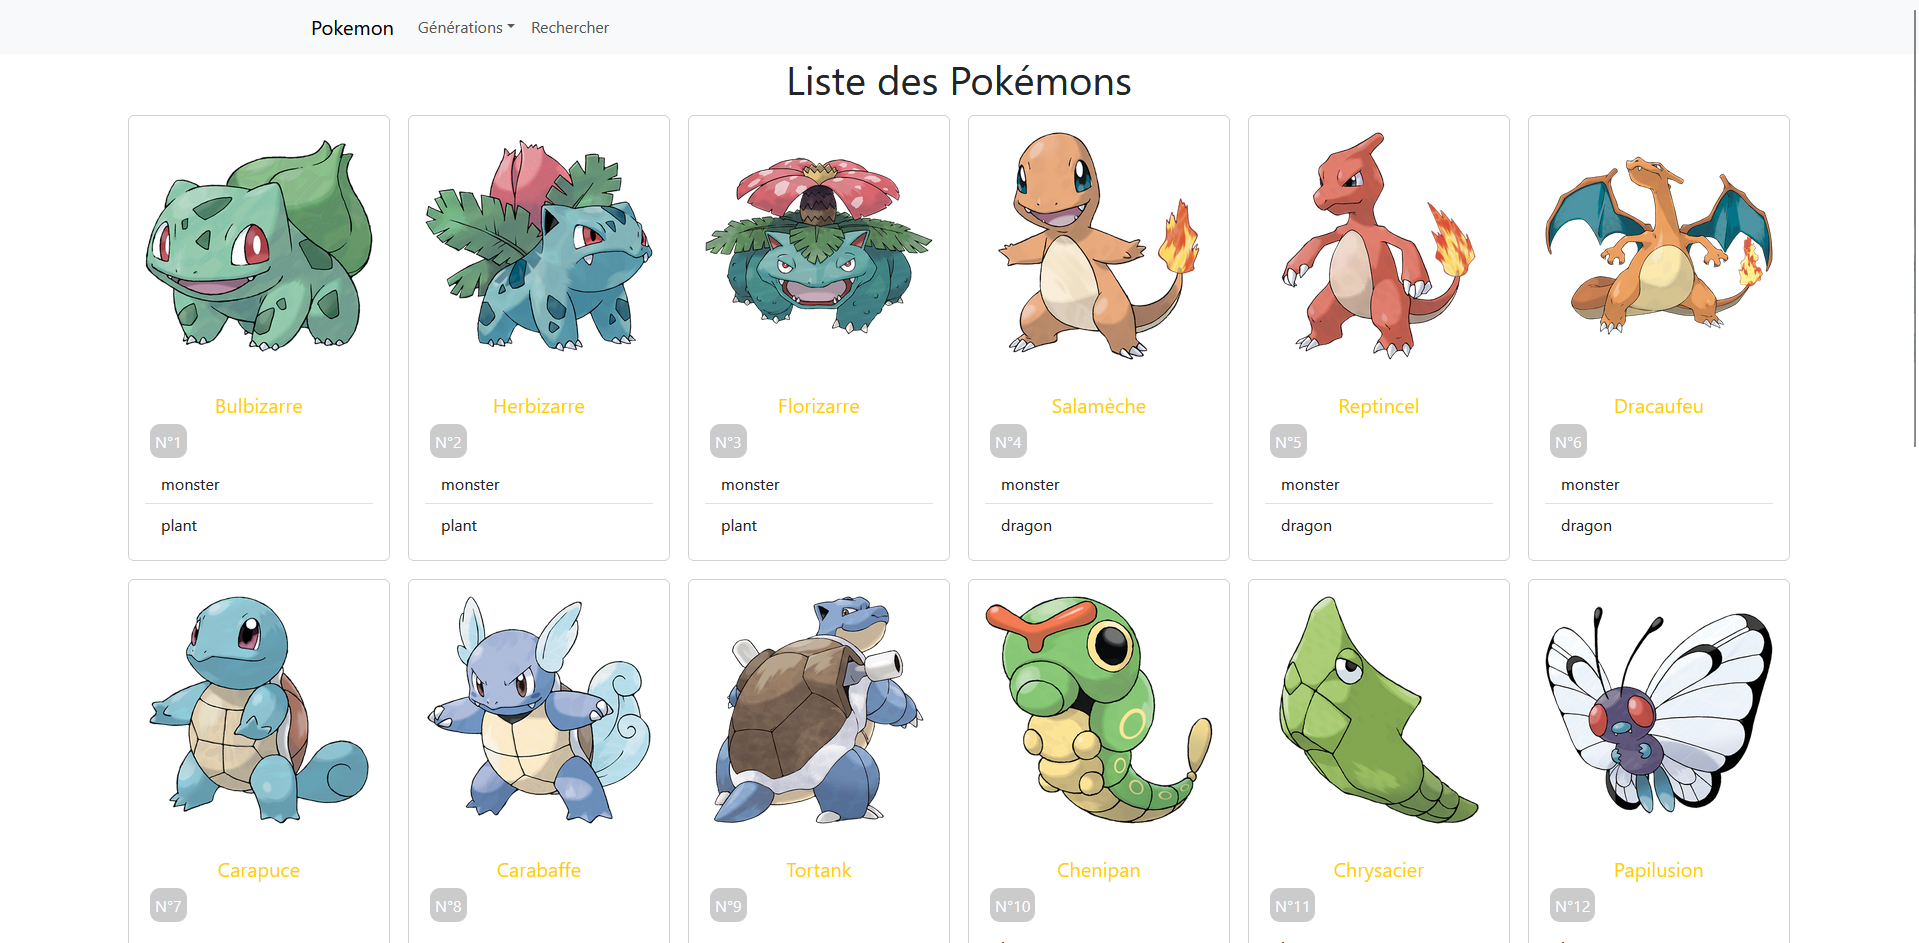 Pokemon Générations Rechercher
Liste des Pokémons
Bulbizarre Herbizarre Florizarre Salamèche Reptincel Dracaufeu
N°1 N°2 N°3 N°4 N°5 N°6
monster monster monster monster monster monster
plant plant plant dragon dragon dragon
Carapuce Carabaffe Tortank Chenipan Chrysacier Papilusion
N°7 N°8 N°9 N°10 N°11 N°12